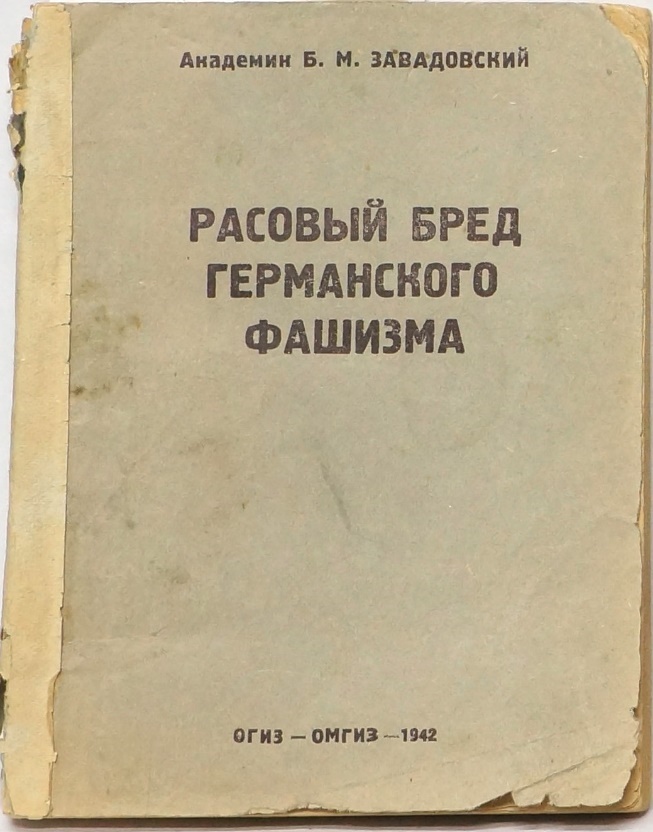 Академик Б. М. ЗАВАДОВСКИЙ
РАСОВЫЙ БРЕД
ГЕРМАНСКОГО
ФАШИЗМА
ОГИЗ — ОМГИЗ — 1942